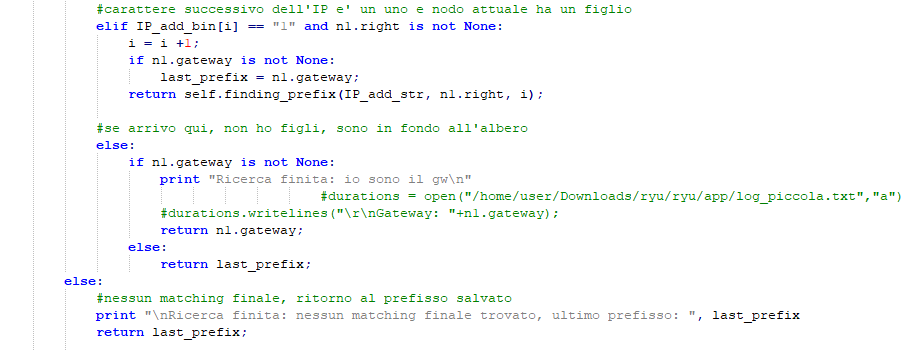 #carattere successivo dell'IP e' un uno e nodo attuale ha un figlio
elif IP_add_bin[i] == "1" and n1.right is not None:
i = i +1;
if n1.gateway is not None:
last_prefix = n1.gateway;
return self.finding_prefix(IP_add_str, n1.right, i);
#se arrivo qui, non ho figli, sono in fondo all'albero
else:
if n1.gateway is not None:
print "Ricerca finita: io sono il gw\n"
#durations = open("/home/user/Downloads/ryu/ryu/app/log_piccola.txt","a")
#durations.writelines("\r\nGateway: "+n1.gateway);
return n1.gateway;
else:
return last_prefix;
else:
#nessun matching finale, ritorno al prefisso salvato
print "\nRicerca finita: nessun matching finale trovato, ultimo prefisso: ", last_prefix
return last_prefix;